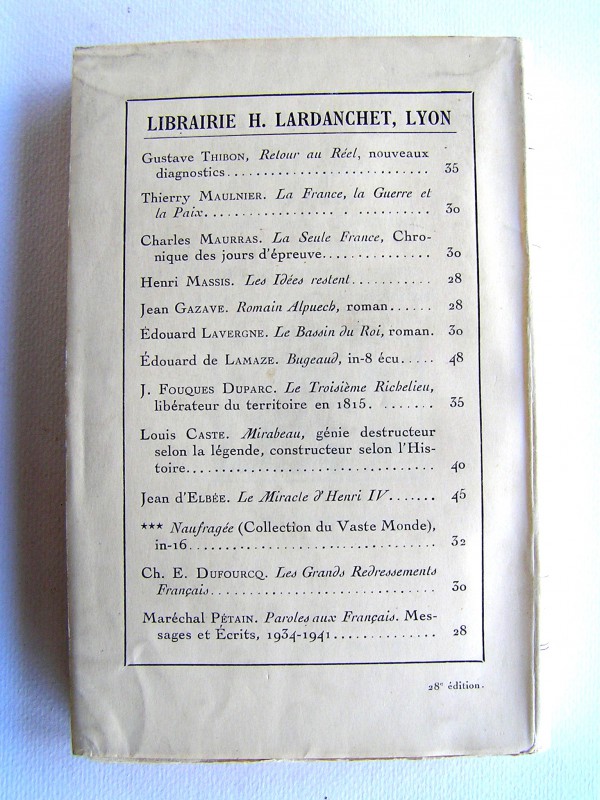 LIBRAIRIE H. LARDANCHET, LYON
Gustave THIBON, Retour au Réel, nouveaux
diagnostics........................... 35
Thierry MAULNIER. La France, la Guerre et
la Paix................... . .......... 30
Charles MAURRAS. La Seule France, Chro-
nique des jours d'épreuve............... 30
Henri MASSIS. Les Idées restent........... 28
Jean GAZAVE. Romain Alpuech, roman...... 28
Édouard LAVERGNE. Le Bassin du Roi, roman. 30
Édouard de LAMAZE. Bugeaud, in-8 écu..... 48
J. FOUQUES DUPARC. Le Troisième Richelieu,
libérateur du territoire en 1815. ....... 35
Louis CASTE. Mirabeau, génie destructeur
selon la légende, constructeur selon l'His-
toire................................... 40
Jean d'ELBÉE. Le Miracle d'Henri IV....... 45
*** Naufragée (Collection du Vaste Monde),
in-16................................... 32
Ch. E. DUFOURCQ. Les Grands Redressements
Français................................ 30
Maréchal PÉTAIN. Paroles aux Français. Mes-
sages et Écrits, 1934-1941.............. 28
28e édition.